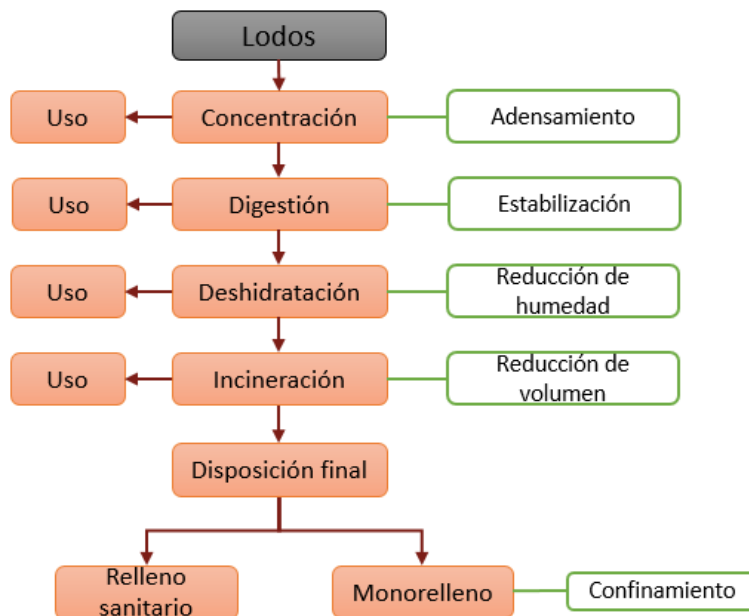 Lodos
Uso
Concentración
Adensamiento
Uso
Digestión
Estabilización
Uso
Deshidratación
Reducción de
humedad
Uso
Incineración
Reducción de
volumen
Disposición final
Relleno
sanitario
Monorelleno
Confinamiento